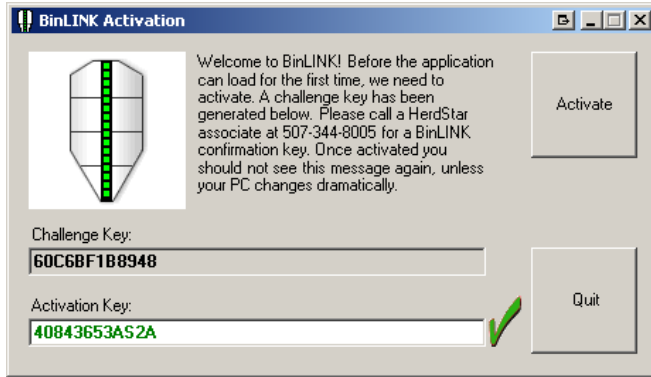 BinLINK Activation
Welcome to BinLINK! Before the application
can load for the first time, we need to
activate. A challenge key has been
generated below. Please call a HerdStar
associate at 507-344-8005 for a BinLINK
confirmation key. Once activated you
should not see this message again, unless
your PC changes dramatically.
Activate
Challenge Key:
60C6BF1B8948
Activation Key:
40843653AS2A
Quit